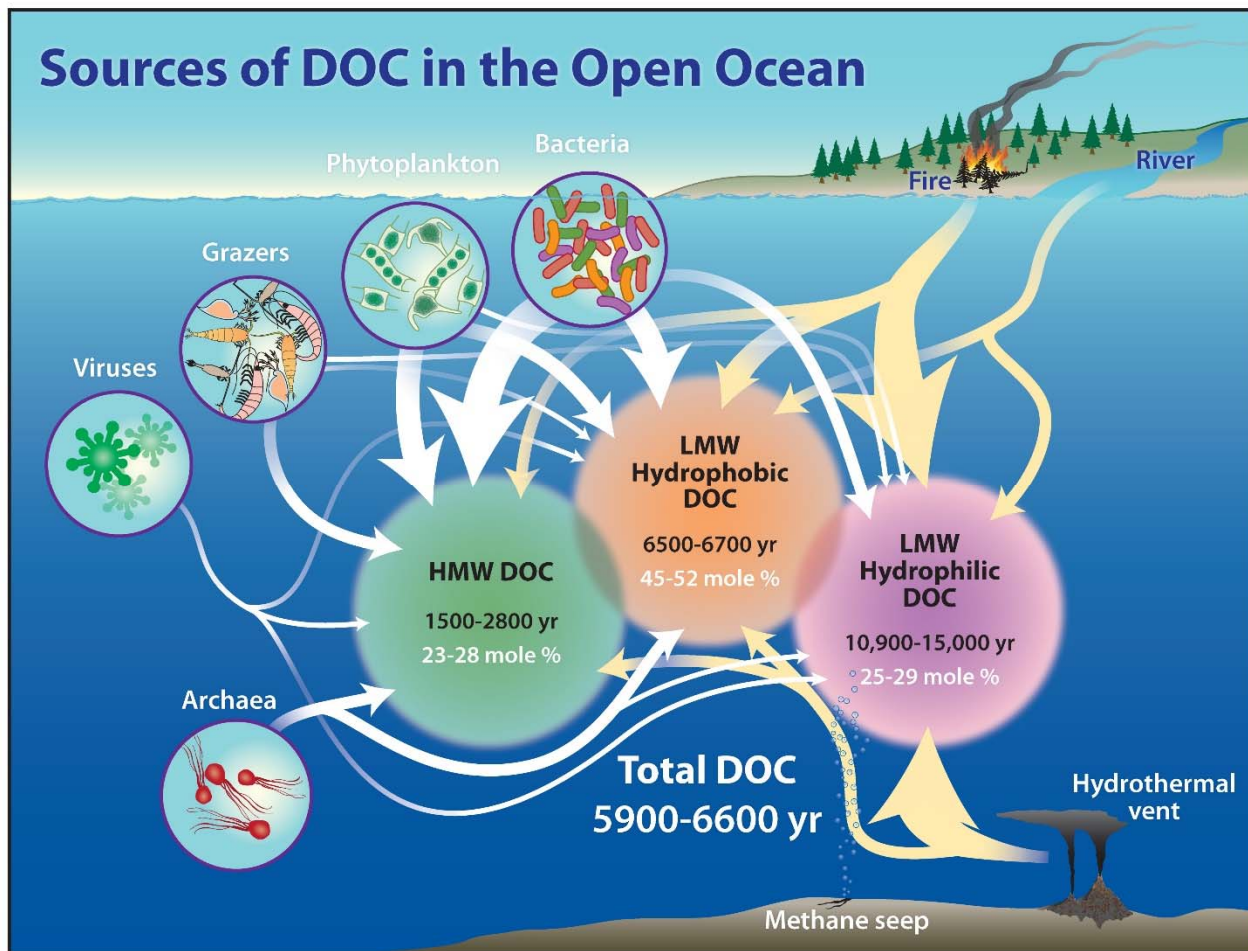 Sources of DOC in the Open Ocean
Bacteria
Phytoplankton
River
Fire
Grazers
Viruses
LMW
Hydrophobic
DOC
6500-6700 yr
45-52 mole %
HMW DOC
1500-2800 yr
23-28 mole %
LMW
Hydrophilic
DOC
10,900-15,000 yr
25-29 mole %
Archaea
Total DOC
5900-6600 yr
Hydrothermal
vent
Methane seep